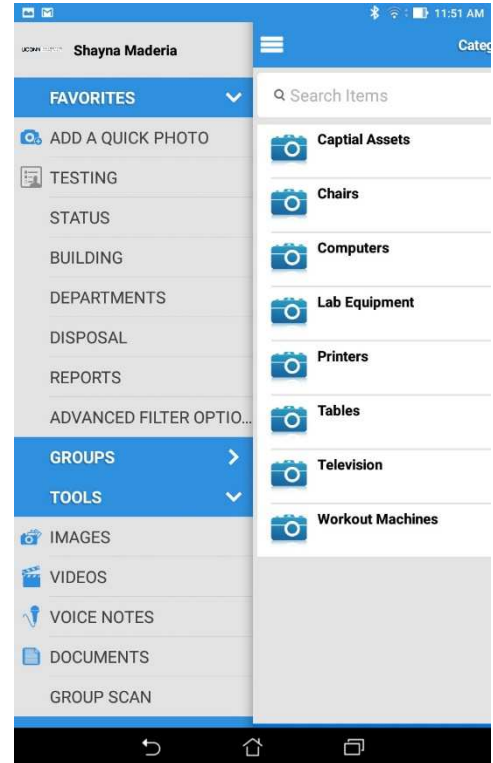 11:51 AM
UCONN
Shayna Maderia
Categ
FAVORITES
Search Items
ADD A QUICK PHOTO
TESTING
STATUS
BUILDING
DEPARTMENTS
DISPOSAL
REPORTS
ADVANCED FILTER OPTIO...
GROUPS
TOOLS
IMAGES
VIDEOS
VOICE NOTES
DOCUMENTS
GROUP SCAN
Captial Assets
Chairs
Computers
Lab Equipment
Printers
Tables
Television
Workout Machines